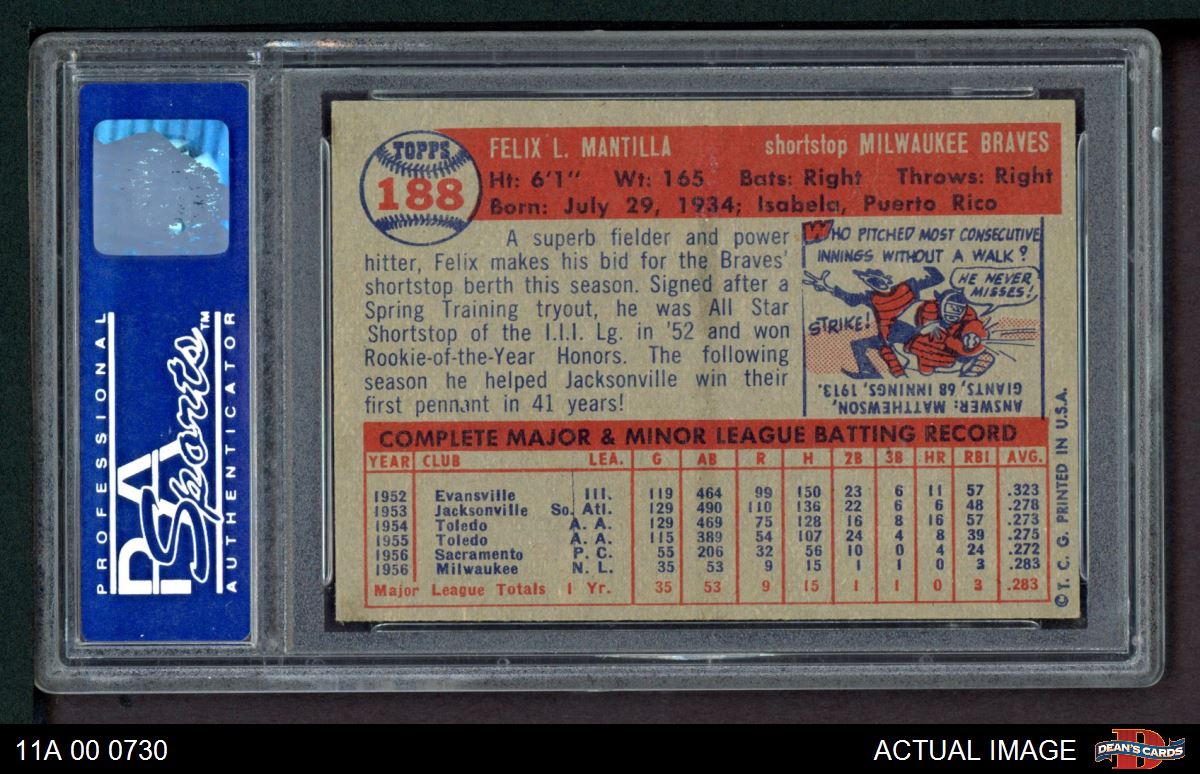 PROFESSIONAL
PSA
Sports™
AUTHENTICATOR
TOPPS
188
FELIX L. MANTILLA shortstop MILWAUKEE BRAVES
Ht: 6'1" Wt: 165 Bats: Right Throws: Right
Born: July 29, 1934; Isabela, Puerto Rico
A superb fielder and power
hitter, Felix makes his bid for the Braves'
shortstop berth this season. Signed after a
Spring Training tryout, he was All Star
Shortstop of the I.I.I. Lg. in '52 and won
Rookie-of-the-Year Honors. The following
season he helped Jacksonville win their
first pennant in 41 years!
WHO PITCHED MOST CONSECUTIVE
INNINGS WITHOUT A WALK?
HE NEVER
MISSES!
STRIKE!
ANSWER: MATTHEWSON,
GIANTS, 68 INNINGS, 1913.
COMPLETE MAJOR & MINOR LEAGUE BATTING RECORD
YEAR CLUB LEA. G AB R H 2B 3B HR RBI AVG.
1952 Evansville III. 119 464 99 150 23 6 11 57 .323
1953 Jacksonville So. Atl. 129 490 110 136 22 6 6 48 .278
1954 Toledo A. A. 129 469 75 128 16 8 16 57 .273
1955 Toledo A. A. 115 389 54 107 24 4 8 39 .275
1956 Sacramento P. C. 55 206 32 56 10 0 4 24 .272
1956 Milwaukee N. L. 35 53 9 15 1 1 0 3 .283
Major League Totals 1 Yr. 35 53 9 15 1 1 0 3 .283
© T. C. G. PRINTED IN U.S.A.
11A 00 0730
ACTUAL IMAGE
DEAN'S CARDS